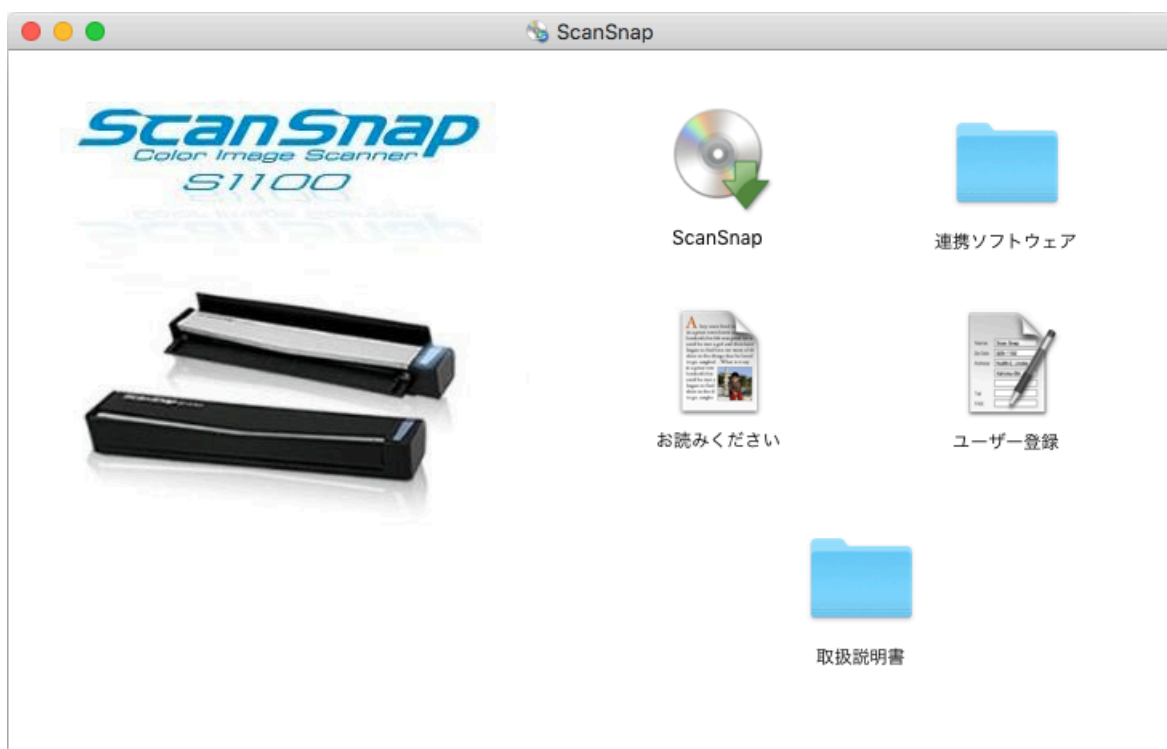 ScanSnap
ScanSnap
Color Image Scanner
S1100
ScanSnap
連携ソフトウェア
お読みください
ユーザー登録
取扱説明書